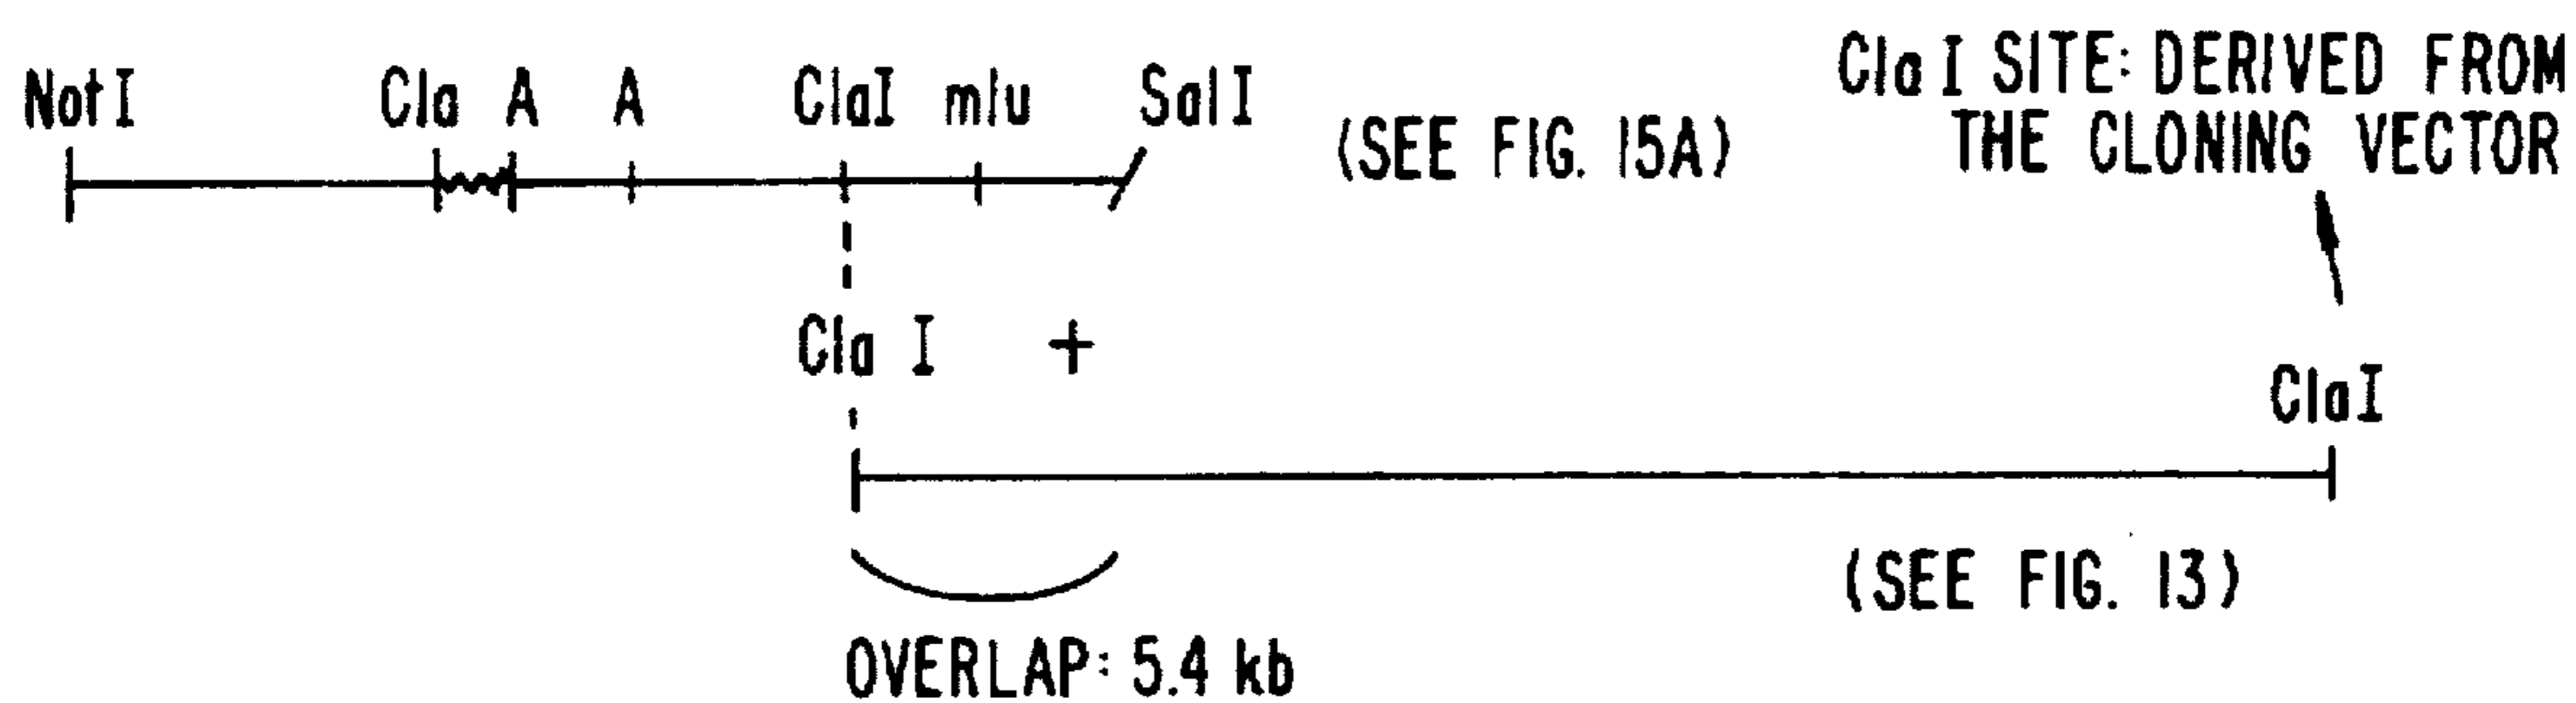 NotI Cla A A ClaI mlu SalI
(SEE FIG. 15A)
ClaI SITE: DERIVED FROM
THE CLONING VECTOR
Cla I +
ClaI
(SEE FIG. 13)
OVERLAP: 5.4 kb